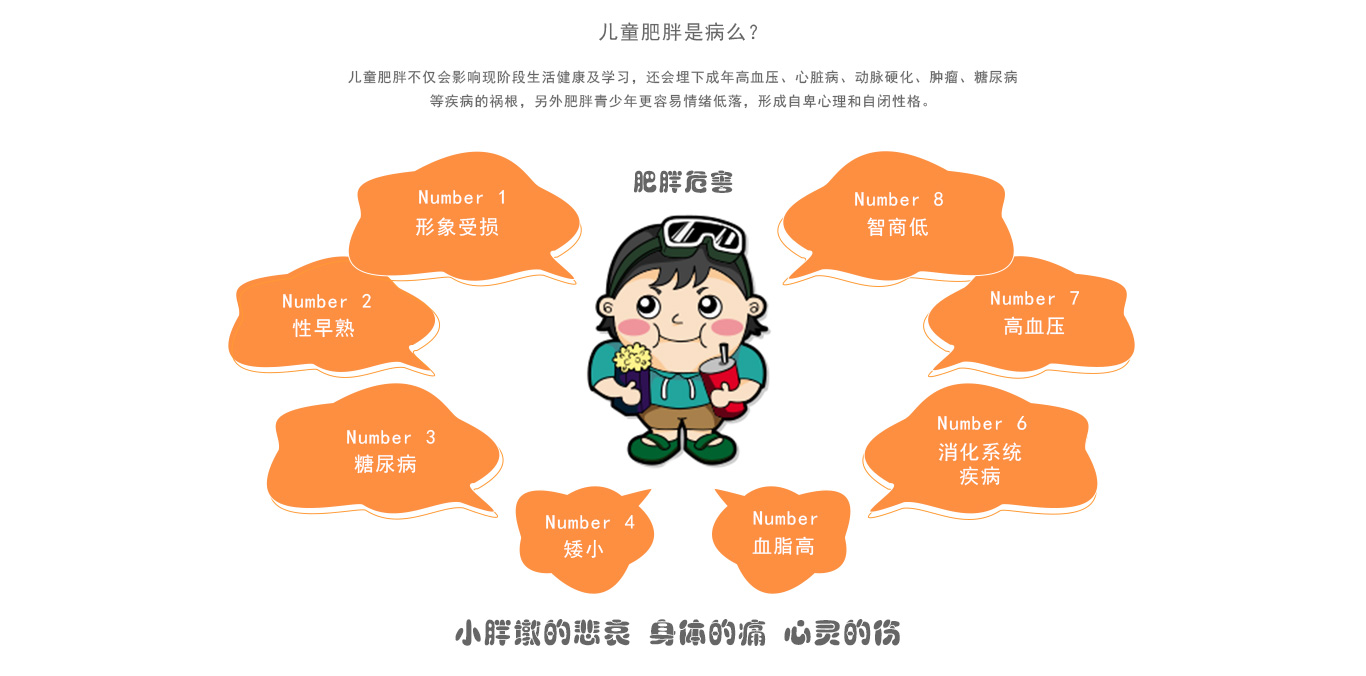 儿童肥胖是病么？
儿童肥胖不仅会影响现阶段生活健康及学习，还会埋下成年高血压、心脏病、动脉硬化、肿瘤、糖尿病
等疾病的祸根，另外肥胖青少年更容易情绪低落，形成自卑心理和自闭性格。
肥胖危害
Number 1
形象受损
Number 2
性早熟
Number 3
糖尿病
Number 4
矮小
Number
血脂高
Number 6
消化系统
疾病
Number 7
高血压
Number 8
智商低
小胖墩的悲哀 身体的痛 心灵的伤